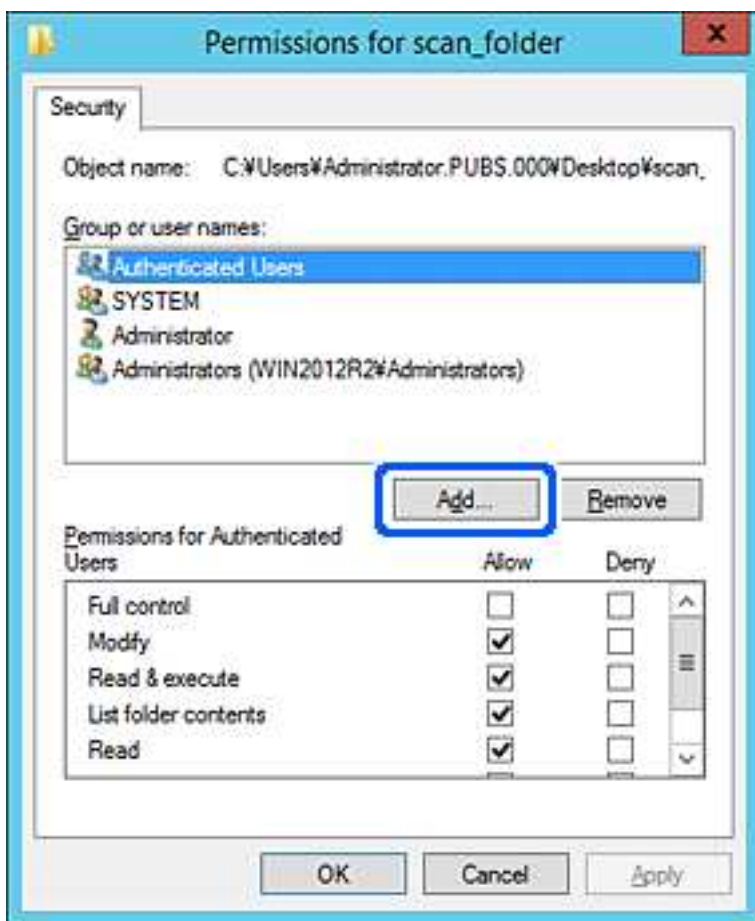 Permissions for scan_folder
Security
Object name: C:¥Users¥Administrator.PUBS.000¥Desktop¥scan_
Group or user names:
Authenticated Users
SYSTEM
Administrator
Administrators (WIN2012R2¥Administrators)
Add... Remove
Permissions for Authenticated
Users Allow Deny
Full control
Modify
Read & execute
List folder contents
Read
OK Cancel Apply